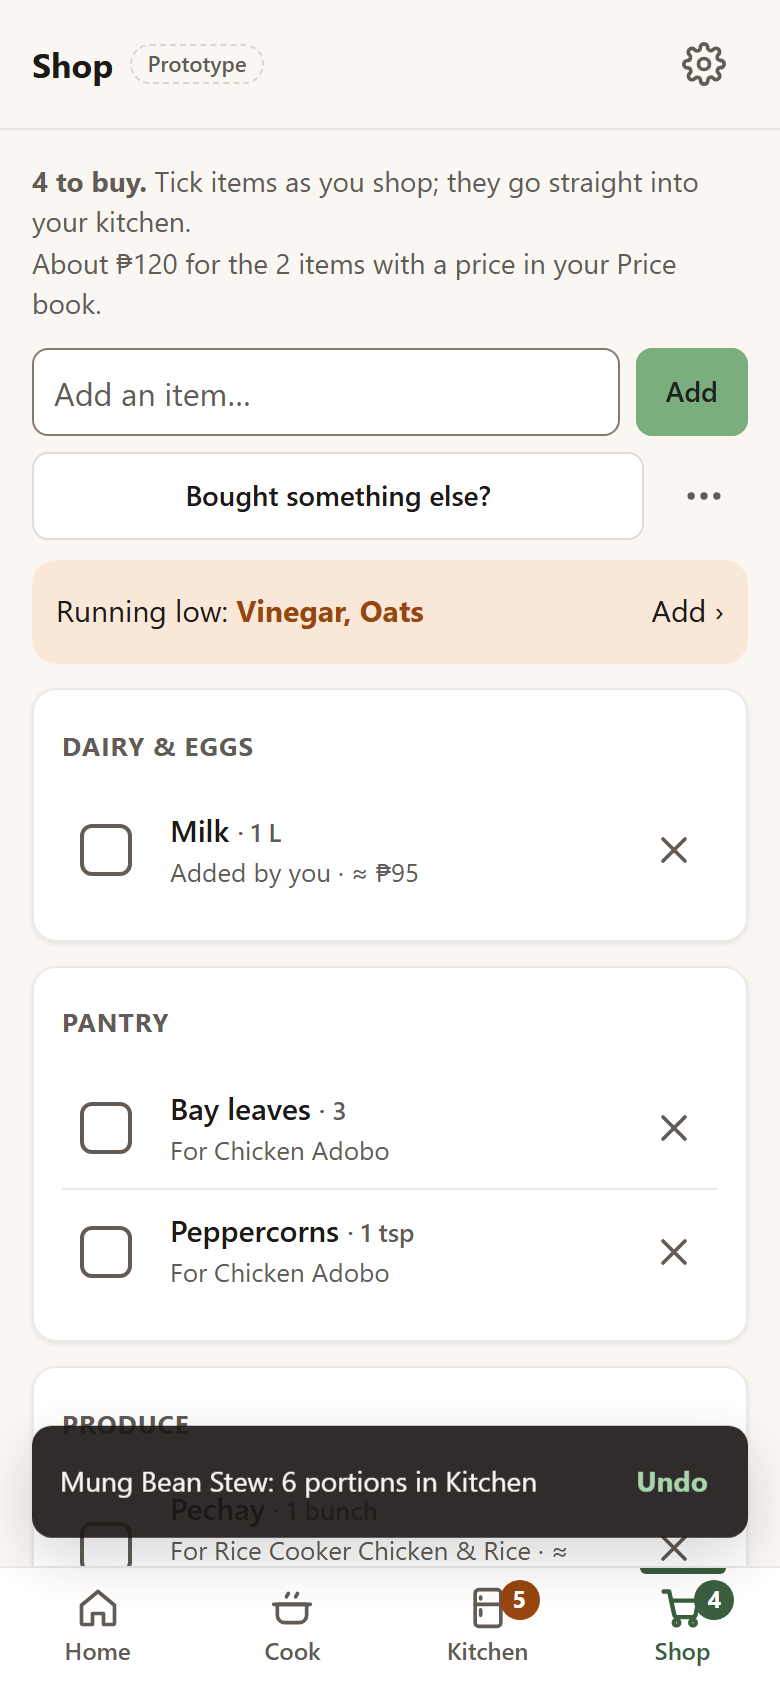 Shop
Prototype
4 to buy. Tick items as you shop; they go straight into
your kitchen.
About ₱120 for the 2 items with a price in your Price
book.
Add an item...
Add
Bought something else?
Running low: Vinegar, Oats
Add ›
DAIRY & EGGS
Milk · 1 L
Added by you · ≈ ₱95
PANTRY
Bay leaves · 3
For Chicken Adobo
Peppercorns · 1 tsp
For Chicken Adobo
PRODUCE
Mung Bean Stew: 6 portions in Kitchen
Undo
Pechay · 1 bunch
For Rice Cooker Chicken & Rice · ≈
Home
Cook
5
Kitchen
4
Shop